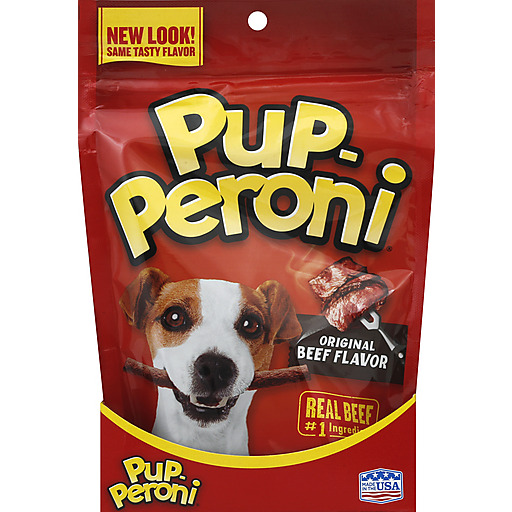 NEW LOOK!
SAME TASTY FLAVOR
PUP-
PERONI
ORIGINAL
BEEF FLAVOR
REAL BEEF
#1 Ingredi
PUP-
PERONI
MADE
IN THE USA